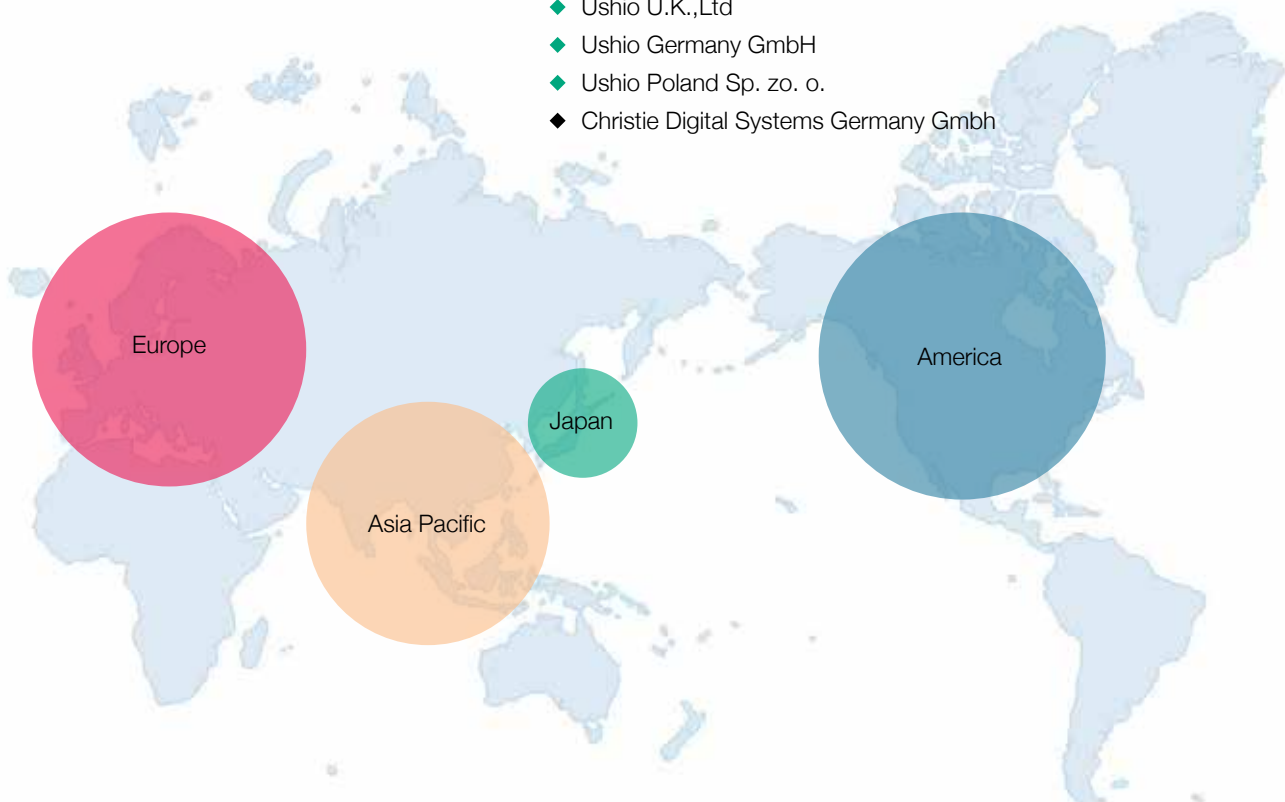 ◆ Ushio U.K.,Ltd
◆ Ushio Germany GmbH
◆ Ushio Poland Sp. zo. o.
◆ Christie Digital Systems Germany Gmbh
Europe
America
Japan
Asia Pacific